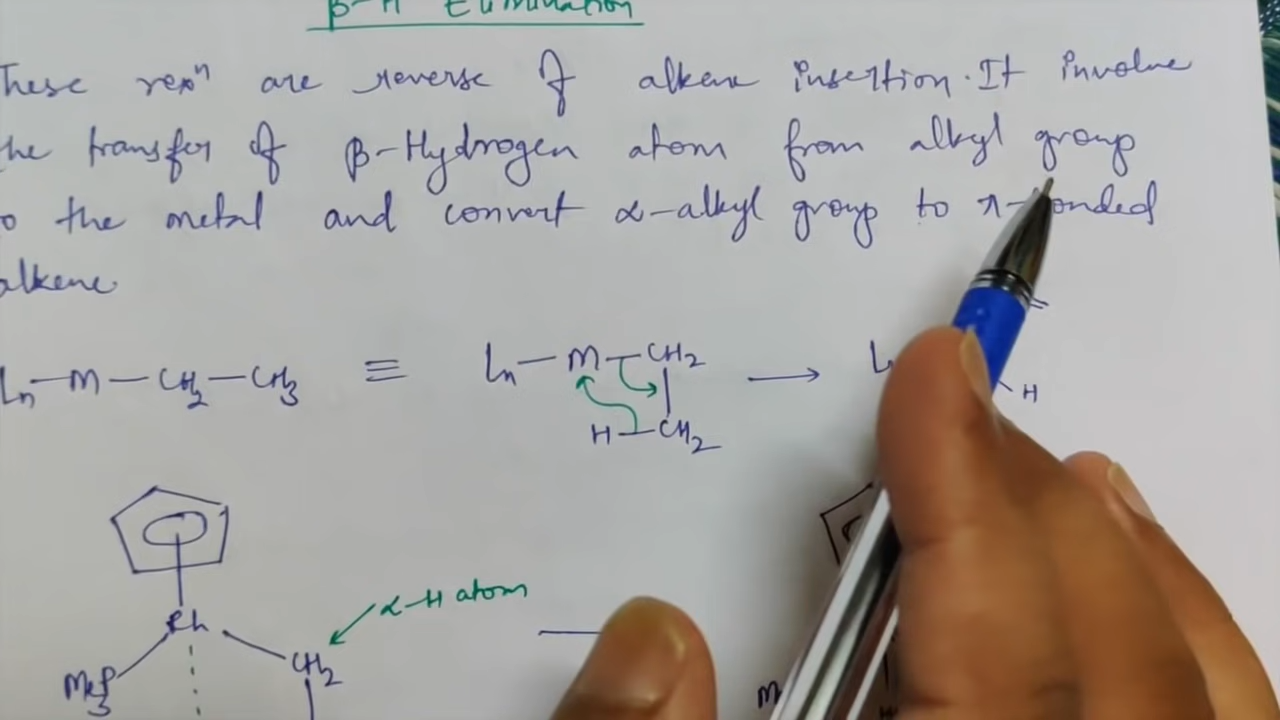 β-H Elimination
These rexⁿ are reverse of alkene insertion. It involve
the transfer of β-Hydrogen atom from alkyl group
to the metal and convert α-alkyl group to π-bonded
alkene
Ln—M—CH2—CH3 ≡ Ln—M—CH2 → L
H—CH2 H
α-H atom
Rh
Me3P CH2 M